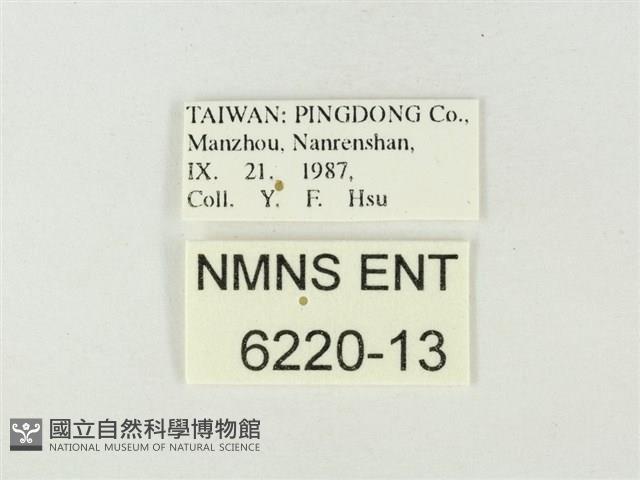 TAIWAN: PINGDONG Co.,
Manzhou, Nanrenshan,
IX. 21. 1987,
Coll. Y. F. Hsu
NMNS ENT
6220-13
國立自然科學博物館
NATIONAL MUSEUM OF NATURAL SCIENCE